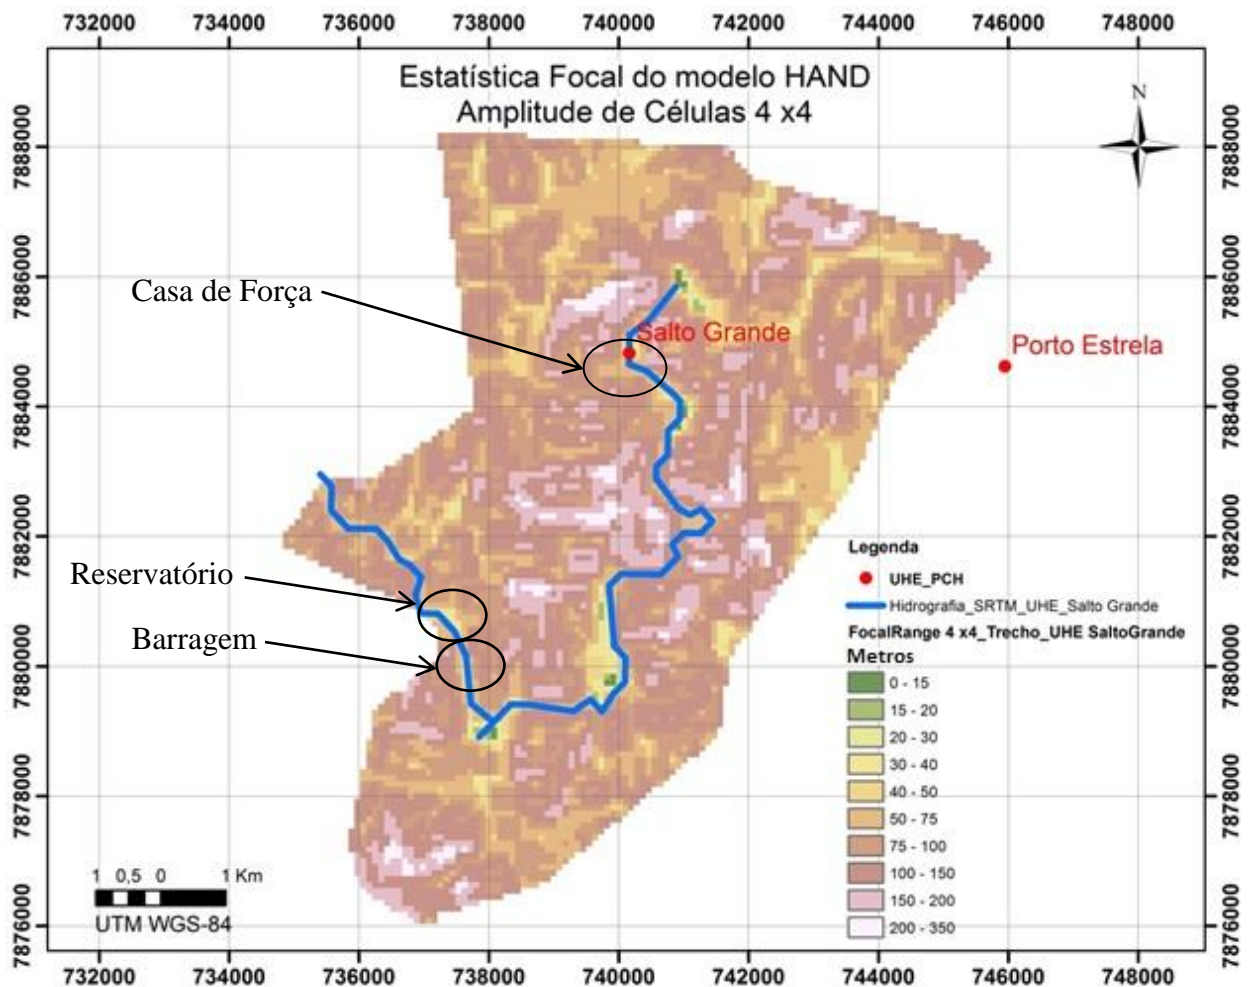 732000 734000 736000 738000 740000 742000 744000 746000 748000
Estatística Focal do modelo HAND
Amplitude de Células 4 x4
N
7888000 7888000
7886000 7886000
Casa de Força
Salto Grande
Porto Estrela
7884000 7884000
7882000 7882000
Reservatório
Barragem
7880000 7880000
Legenda
UHE_PCH
Hidrografia_SRTM_UHE_Salto Grande
FocalRange 4 x4_Trecho_UHE SaltoGrande
Metros
0 - 15
15 - 20
20 - 30
30 - 40
40 - 50
50 - 75
75 - 100
100 - 150
150 - 200
200 - 350
7878000 7878000
1 0,5 0 1 Km
UTM WGS-84
7876000 7876000
732000 734000 736000 738000 740000 742000 744000 746000 748000